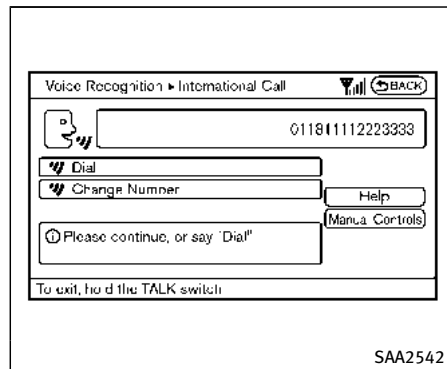 Voice Recognition ▸ International Call
BACK
011811112223333
Dial
Change Number
Help
Manual Controls
Please continue, or say "Dial"
To exit, hold the TALK switch
SAA2542